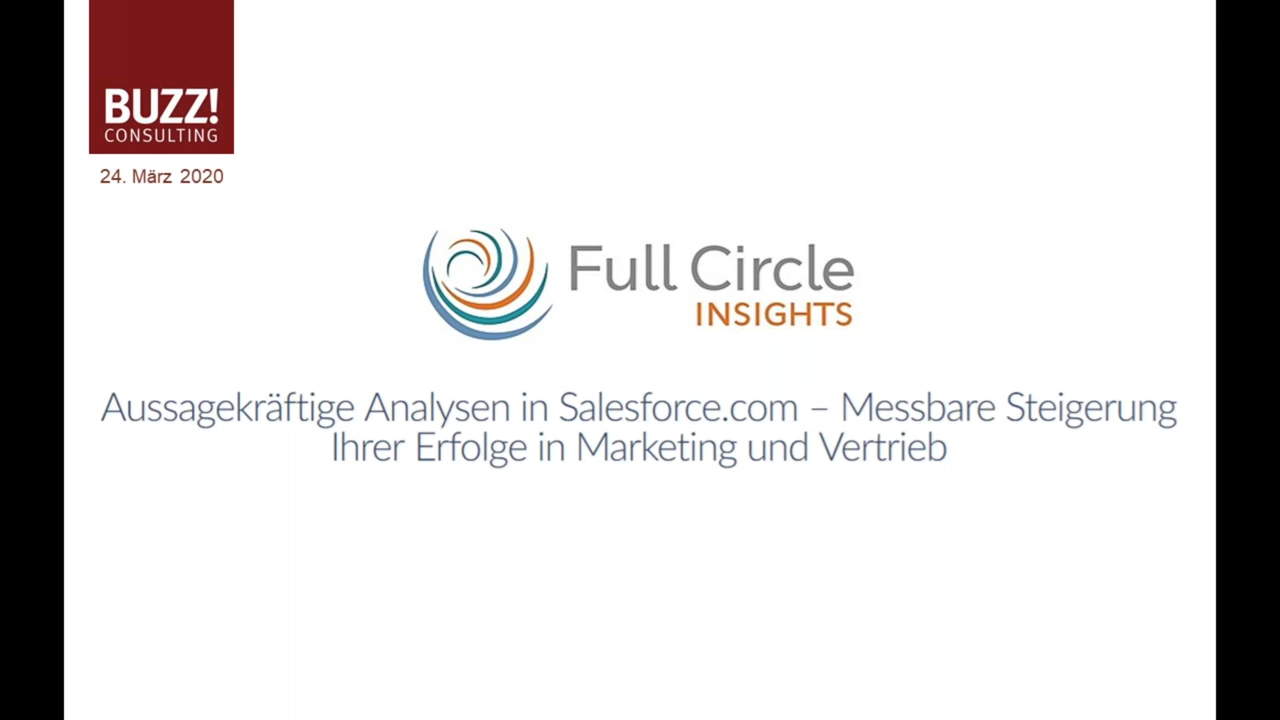 BUZZ!
CONSULTING
24. März 2020
Full Circle
INSIGHTS
Aussagekräftige Analysen in Salesforce.com – Messbare Steigerung
Ihrer Erfolge in Marketing und Vertrieb